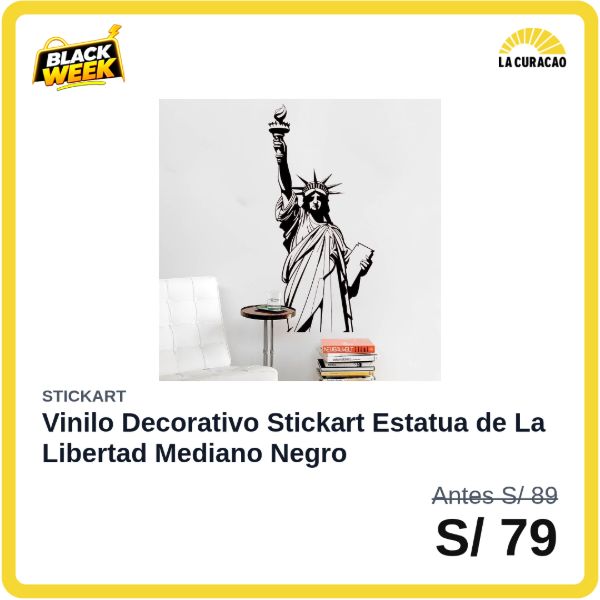 BLACK
WEEK
LA CURACAO
STICKART
Vinilo Decorativo Stickart Estatua de La
Libertad Mediano Negro
Antes S/ 89
S/ 79